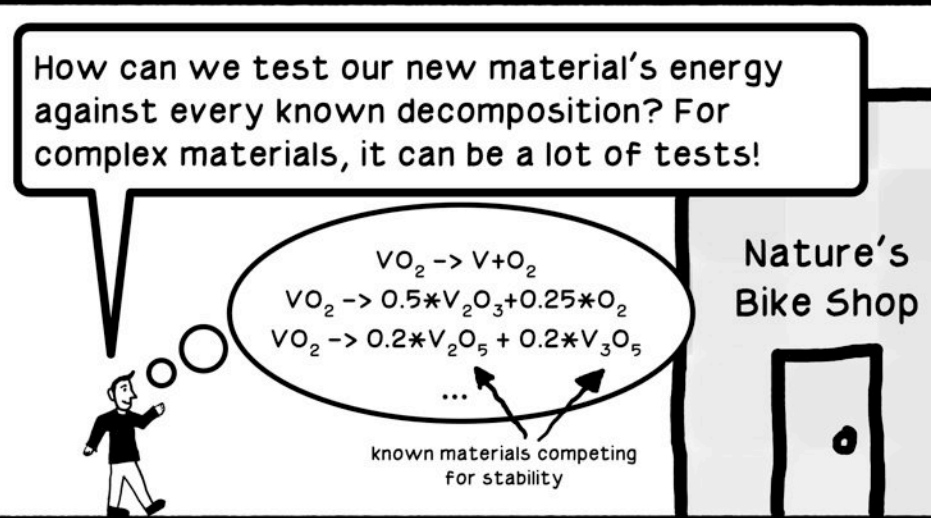 How can we test our new material's energy
against every known decomposition? For
complex materials, it can be a lot of tests!
VO₂ -> V+O₂
VO₂ -> 0.5*V₂O₃+0.25*O₂
VO₂ -> 0.2*V₂O₅ + 0.2*V₃O₅
...
known materials competing
for stability
Nature's
Bike Shop